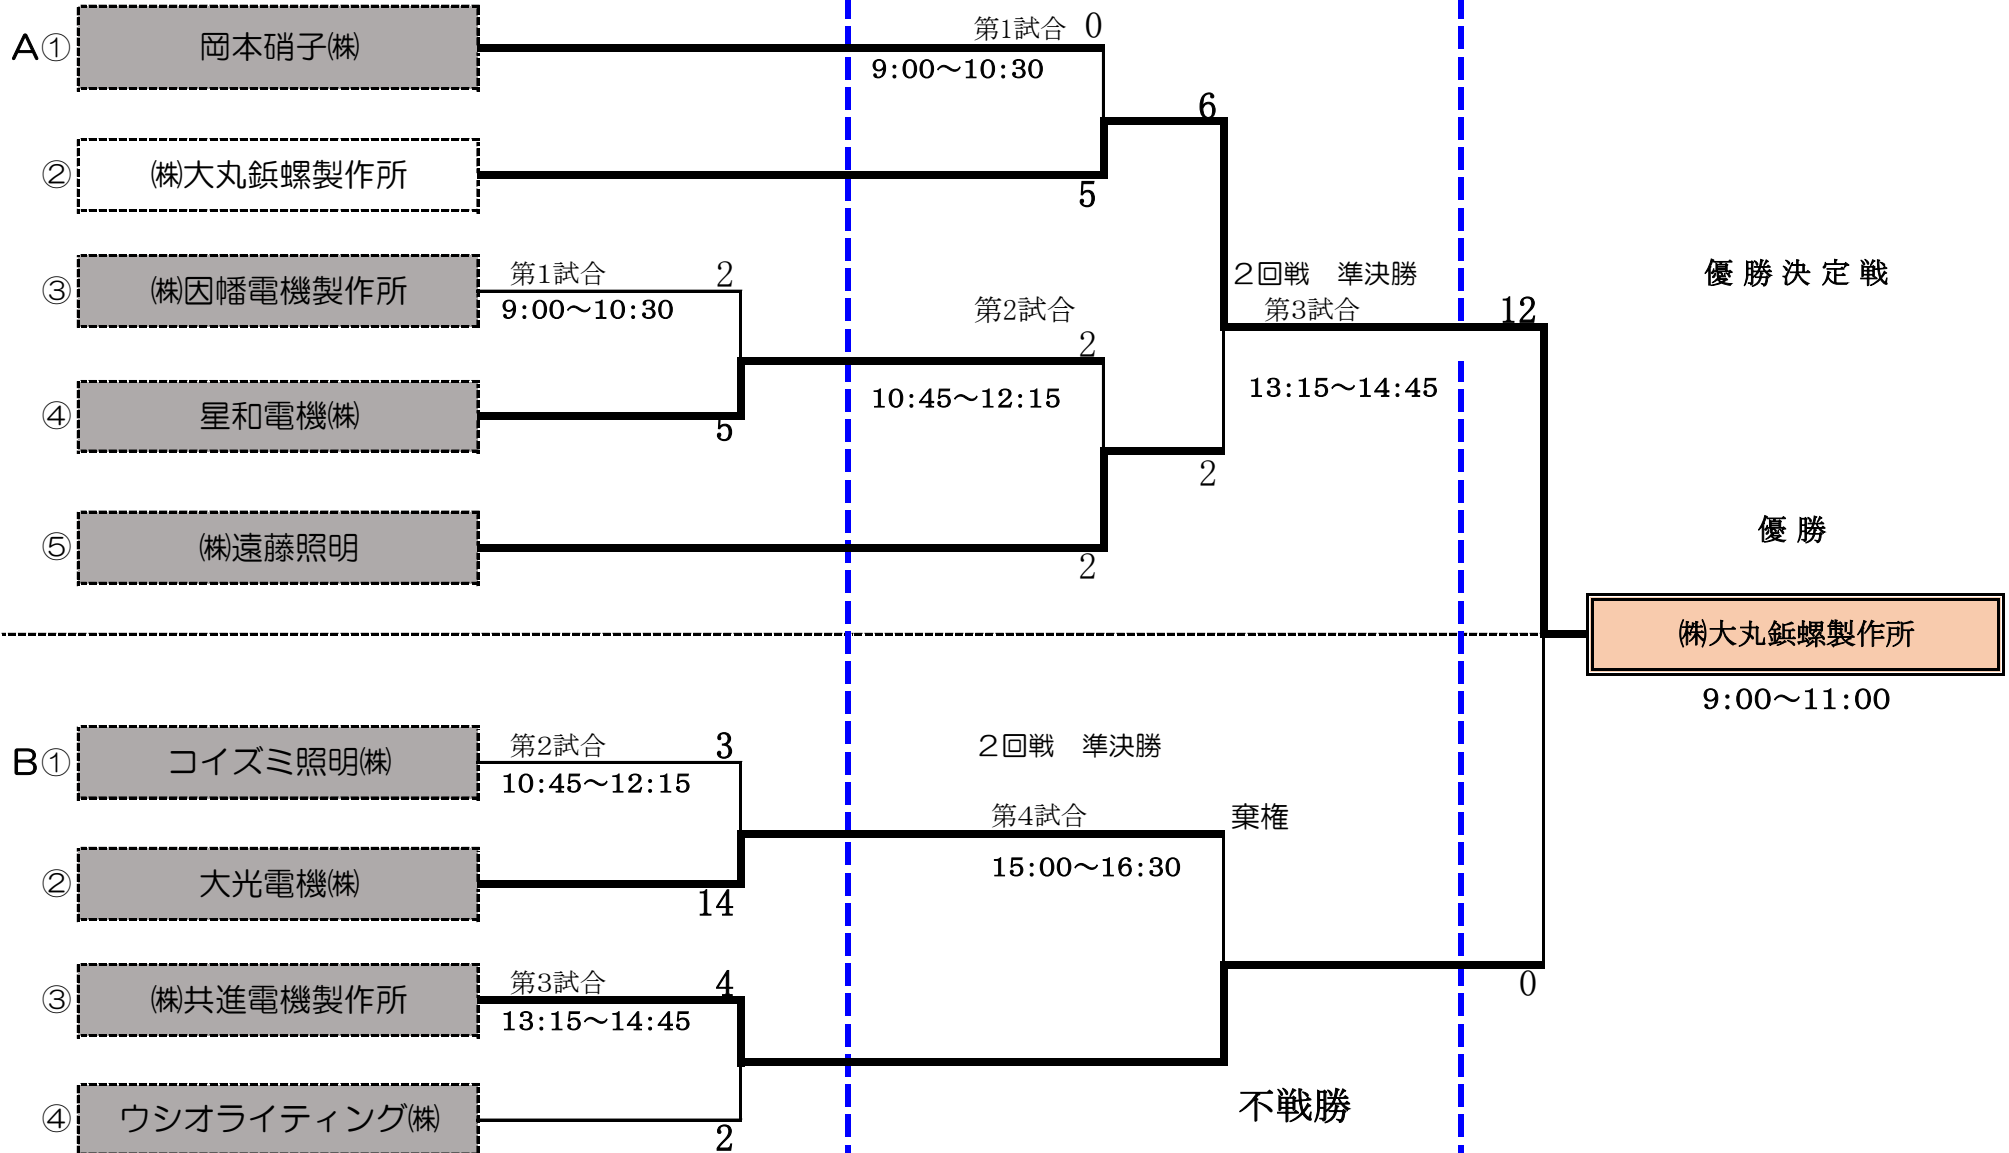 A① 岡本硝子㈱
第1試合 0
9:00～10:30
6
② ㈱大丸鋲螺製作所
5
③ ㈱因幡電機製作所
第1試合 2
9:00～10:30
第2試合
2
２回戦　準決勝
第3試合
12
優勝決定戦
10:45～12:15
13:15～14:45
④ 星和電機㈱
5
2
⑤ ㈱遠藤照明
2
優勝
㈱大丸鋲螺製作所
9:00～11:00
B① コイズミ照明㈱
第2試合 3
10:45～12:15
２回戦　準決勝
第4試合
棄権
15:00～16:30
② 大光電機㈱
14
③ ㈱共進電機製作所
第3試合 4
13:15～14:45
0
④ ウシオライティング㈱
2
不戦勝